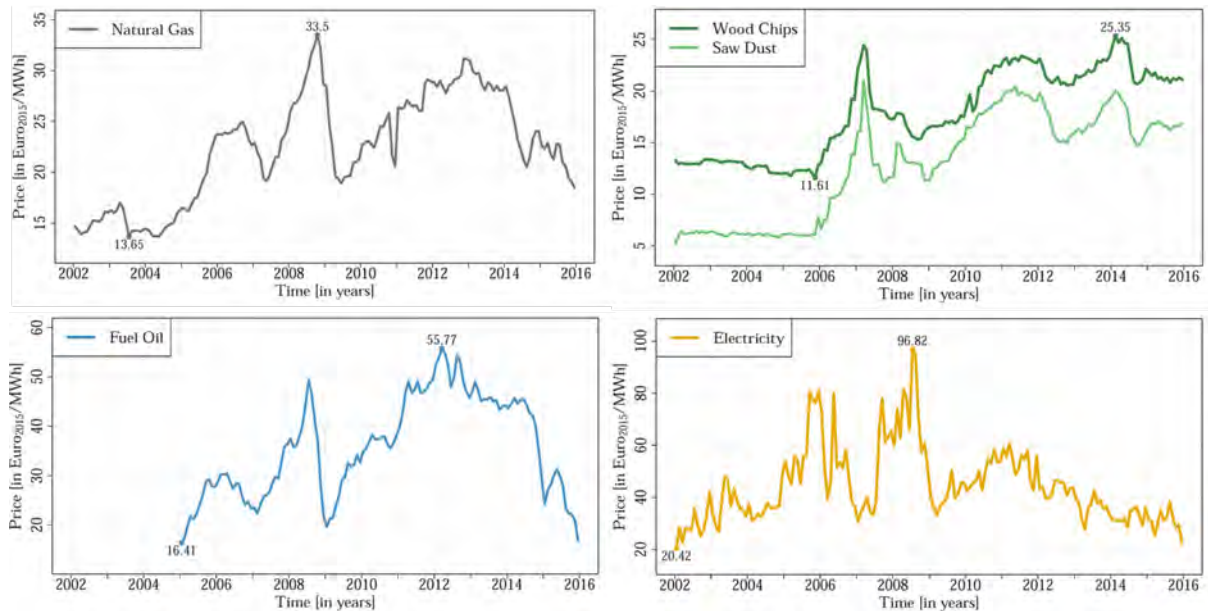 Natural Gas
33.5
13.65
Price [in Euro2015/MWh]
15 20 25 30
2002 2004 2006 2008 2010 2012 2014 2016
Time [in years]
Wood Chips
Saw Dust
25.35
11.61
Price [in Euro2015/MWh]
5 10 15 20 25
2002 2004 2006 2008 2010 2012 2014 2016
Time [in years]
Fuel Oil
55.77
16.41
Price [in Euro2015/MWh]
20 30 40 50 60
2002 2004 2006 2008 2010 2012 2014 2016
Time [in years]
Electricity
96.82
20.42
Price [in Euro2015/MWh]
20 40 60 80 100
2002 2004 2006 2008 2010 2012 2014 2016
Time [in years]